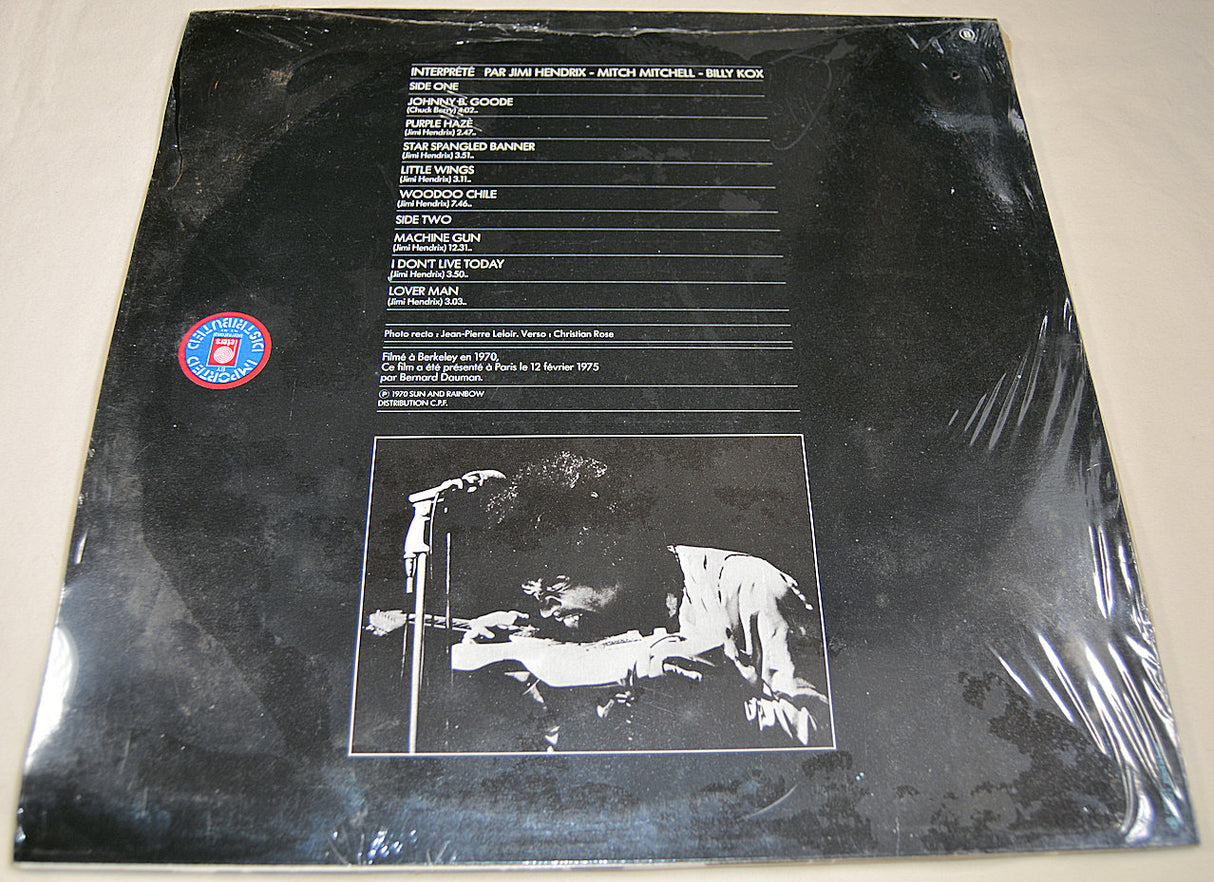 B
INTERPRÉTÉ PAR JIMI HENDRIX - MITCH MITCHELL - BILLY KOX
SIDE ONE
JOHNNY B. GOODE
(Chuck Berry) 4.02..
PURPLE HAZE
(Jimi Hendrix) 2.47..
STAR SPANGLED BANNER
(Jimi Hendrix) 3.51..
LITTLE WINGS
(Jimi Hendrix) 3.11..
WOODOO CHILE
(Jimi Hendrix) 7.46..
SIDE TWO
MACHINE GUN
(Jimi Hendrix) 12.31..
I DON'T LIVE TODAY
(Jimi Hendrix) 3.50..
LOVER MAN
(Jimi Hendrix) 3.03..
Photo recto : Jean-Pierre Leloir. Verso : Christian Rose
Filmé à Berkeley en 1970,
Ce film a été présenté à Paris le 12 février 1975
par Bernard Dauman.
Ⓟ 1970 SUN AND RAINBOW
DISTRIBUTION C.P.F.
IMPORTED
BY
DISTRIBUTED